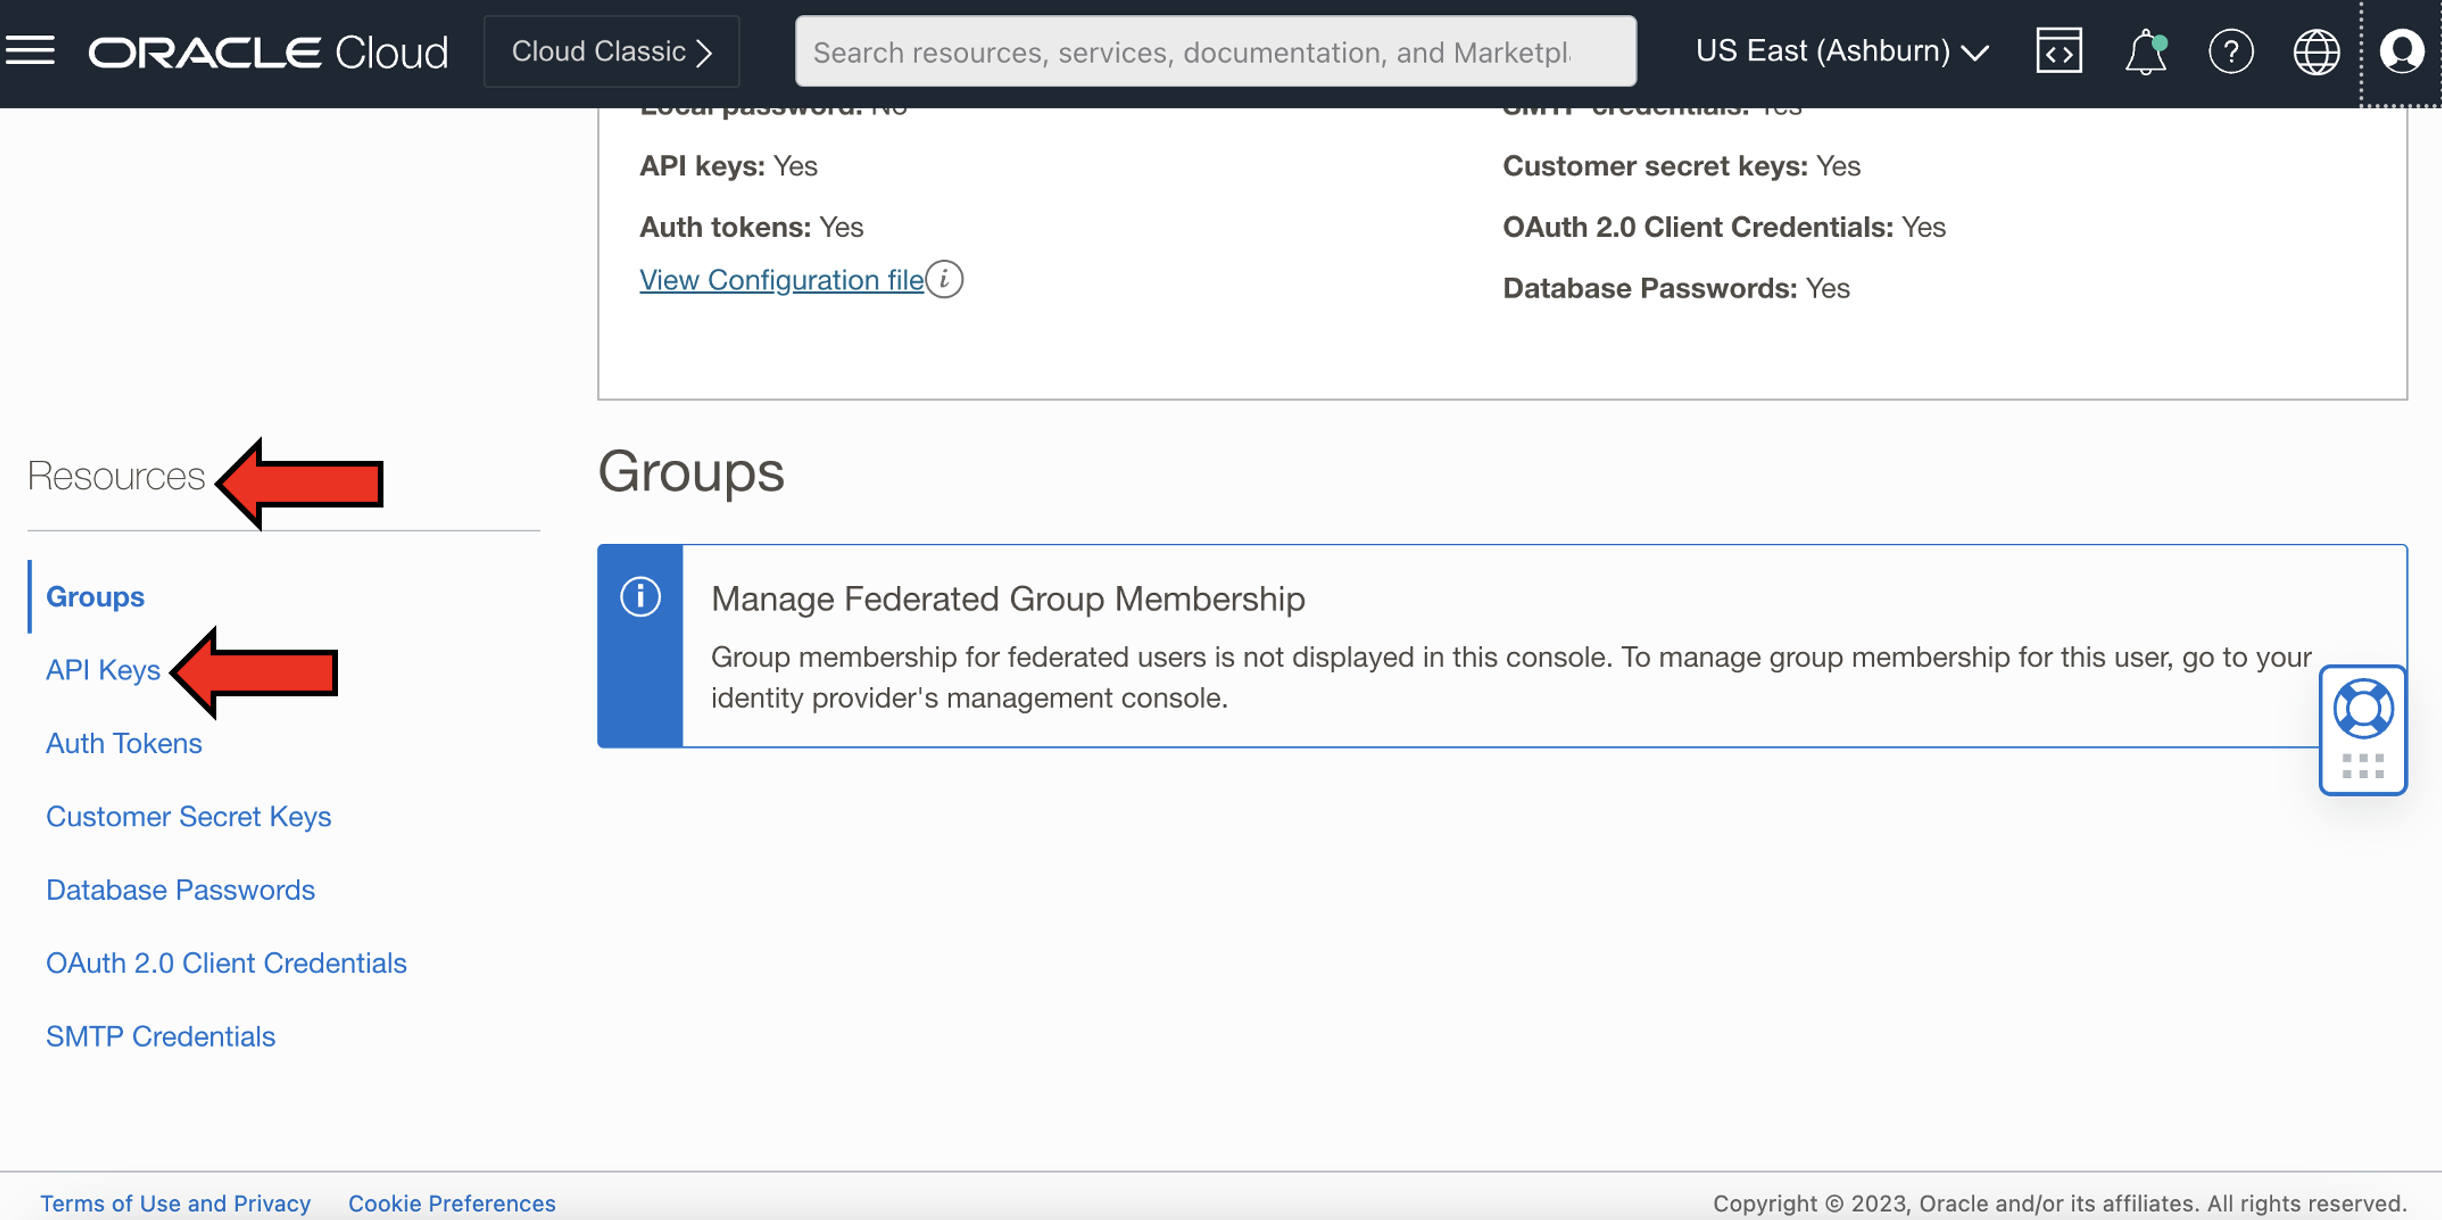 ORACLE Cloud
Cloud Classic
Search resources, services, documentation, and Marketpl
US East (Ashburn)
Local password: No
API keys: Yes
Auth tokens: Yes
View Configuration file
SMTP credentials: Yes
Customer secret keys: Yes
OAuth 2.0 Client Credentials: Yes
Database Passwords: Yes
Resources
Groups
API Keys
Auth Tokens
Customer Secret Keys
Database Passwords
OAuth 2.0 Client Credentials
SMTP Credentials
Groups
Manage Federated Group Membership
Group membership for federated users is not displayed in this console. To manage group membership for this user, go to your
identity provider's management console.
Terms of Use and Privacy
Cookie Preferences
Copyright © 2023, Oracle and/or its affiliates. All rights reserved.